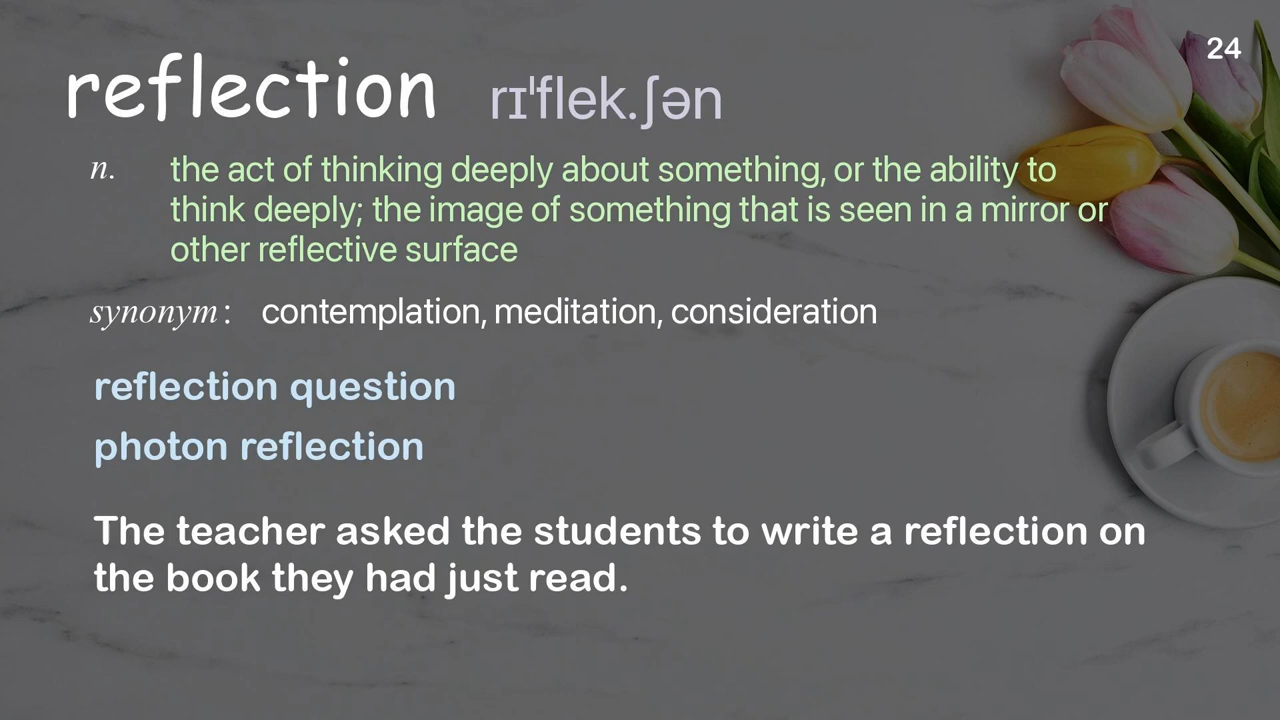 24
reflection rɪˈflek.ʃən
n. the act of thinking deeply about something, or the ability to
think deeply; the image of something that is seen in a mirror or
other reflective surface
synonym: contemplation, meditation, consideration
reflection question
photon reflection
The teacher asked the students to write a reflection on
the book they had just read.